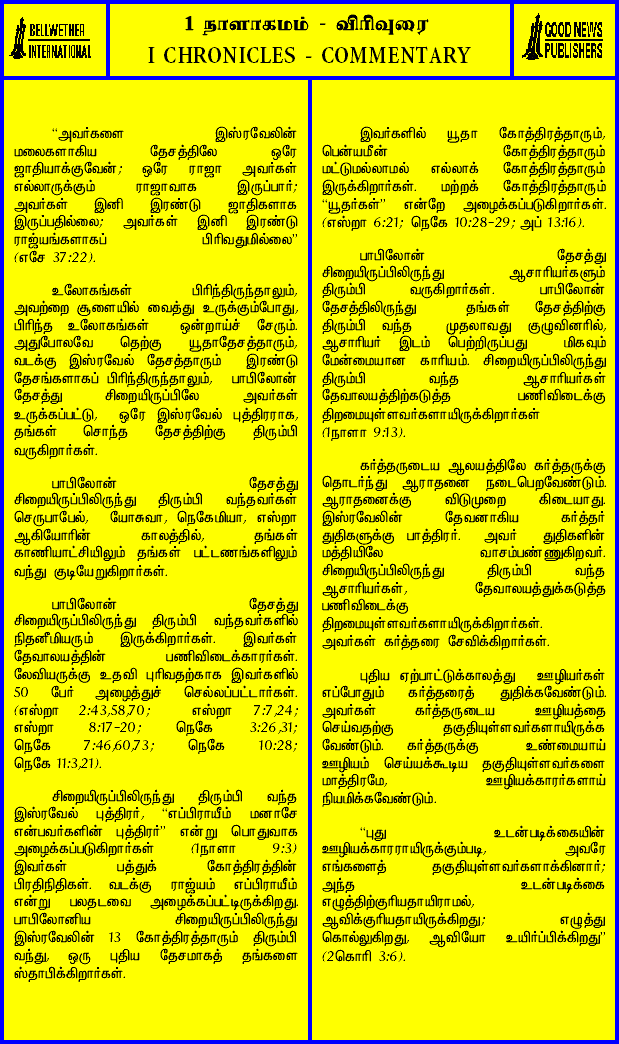 BELLWETHER
INTERNATIONAL
1 நாளாகமம் - விரிவுரை
I CHRONICLES - COMMENTARY
GOOD NEWS
PUBLISHERS
“அவர்களை இஸ்ரவேலின்
மலைகளாகிய தேசத்திலே ஒரே
ஜாதியாக்குவேன்; ஒரே ராஜா அவர்கள்
எல்லாருக்கும் ராஜாவாக இருப்பார்;
அவர்கள் இனி இரண்டு ஜாதிகளாக
இருப்பதில்லை; அவர்கள் இனி இரண்டு
ராஜ்யங்களாகப் பிரிவதுமில்லை”
(எசே 37:22).
உலோகங்கள் பிரிந்திருந்தாலும்,
அவற்றை சூளையில் வைத்து உருக்கும்போது,
பிரிந்த உலோகங்கள் ஒன்றாய்ச் சேரும்.
அதுபோலவே தெற்கு யூதாதேசத்தாரும்,
வடக்கு இஸ்ரவேல் தேசத்தாரும் இரண்டு
தேசங்களாகப் பிரிந்திருந்தாலும், பாபிலோன்
தேசத்து சிறையிருப்பிலே அவர்கள்
உருக்கப்பட்டு, ஒரே இஸ்ரவேல் புத்திரராக,
தங்கள் சொந்த தேசத்திற்கு திரும்பி
வருகிறார்கள்.
பாபிலோன் தேசத்து
சிறையிருப்பிலிருந்து திரும்பி வந்தவர்கள்
செருபாபேல், யோசுவா, நெகேமியா, எஸ்றா
ஆகியோரின் காலத்தில், தங்கள்
காணியாட்சியிலும் தங்கள் பட்டணங்களிலும்
வந்து குடியேறுகிறார்கள்.
பாபிலோன் தேசத்து
சிறையிருப்பிலிருந்து திரும்பி வந்தவர்களில்
நிதனீமியரும் இருக்கிறார்கள். இவர்கள்
தேவாலயத்தின் பணிவிடைக்காரர்கள்.
லேவியருக்கு உதவி புரிவதற்காக இவர்களில்
50 பேர் அழைத்துச் செல்லப்பட்டார்கள்.
(எஸ்றா 2:43,58,70; எஸ்றா 7:7,24;
எஸ்றா 8:17-20; நெகே 3:26,31;
நெகே 7:46,60,73; நெகே 10:28;
நெகே 11:3,21).
சிறையிருப்பிலிருந்து திரும்பி வந்த
இஸ்ரவேல் புத்திரர், “எப்பிராயீம் மனாசே
என்பவர்களின் புத்திரர்” என்று பொதுவாக
அழைக்கப்படுகிறார்கள் (1நாளா 9:3)
இவர்கள் பத்துக் கோத்திரத்தின்
பிரதிநிதிகள். வடக்கு ராஜ்யம் எப்பிராயீம்
என்று பலதடவை அழைக்கப்பட்டிருக்கிறது.
பாபிலோனிய சிறையிருப்பிலிருந்து
இஸ்ரவேலின் 13 கோத்திரத்தாரும் திரும்பி
வந்து, ஒரு புதிய தேசமாகத் தங்களை
ஸ்தாபிக்கிறார்கள்.
இவர்களில் யூதா கோத்திரத்தாரும்,
பென்யமீன் கோத்திரத்தாரும்
மட்டுமல்லாமல் எல்லாக் கோத்திரத்தாரும்
இருக்கிறார்கள். மற்றக் கோத்திரத்தாரும்
“யூதர்கள்” என்றே அழைக்கப்படுகிறார்கள்.
(எஸ்றா 6:21; நெகே 10:28-29; அப் 13:16).
பாபிலோன் தேசத்து
சிறையிருப்பிலிருந்து ஆசாரியர்களும்
திரும்பி வருகிறார்கள். பாபிலோன்
தேசத்திலிருந்து தங்கள் தேசத்திற்கு
திரும்பி வந்த முதலாவது குழுவினரில்,
ஆசாரியர் இடம் பெற்றிருப்பது மிகவும்
மேன்மையான காரியம். சிறையிருப்பிலிருந்து
திரும்பி வந்த ஆசாரியர்கள்
தேவாலயத்திற்கடுத்த பணிவிடைக்கு
திறமையுள்ளவர்களாயிருக்கிறார்கள்
(1நாளா 9:13).
கர்த்தருடைய ஆலயத்திலே கர்த்தருக்கு
தொடர்ந்து ஆராதனை நடைபெறவேண்டும்.
ஆராதனைக்கு விடுமுறை கிடையாது.
இஸ்ரவேலின் தேவனாகிய கர்த்தர்
துதிகளுக்கு பாத்திரர். அவர் துதிகளின்
மத்தியிலே வாசம்பண்ணுகிறவர்.
சிறையிருப்பிலிருந்து திரும்பி வந்த
ஆசாரியர்கள், தேவாலயத்துக்கடுத்த
பணிவிடைக்கு
திறமையுள்ளவர்களாயிருக்கிறார்கள்.
அவர்கள் கர்த்தரை சேவிக்கிறார்கள்.
புதிய ஏற்பாட்டுக்காலத்து ஊழியர்கள்
எப்போதும் கர்த்தரைத் துதிக்கவேண்டும்.
அவர்கள் கர்த்தருடைய ஊழியத்தை
செய்வதற்கு தகுதியுள்ளவர்களாயிருக்க
வேண்டும். கர்த்தருக்கு உண்மையாய்
ஊழியம் செய்யக்கூடிய தகுதியுள்ளவர்களை
மாத்திரமே, ஊழியக்காரர்களாய்
நியமிக்கவேண்டும்.
“புது உடன்படிக்கையின்
ஊழியக்காரராயிருக்கும்படி, அவரே
எங்களைத் தகுதியுள்ளவர்களாக்கினார்;
அந்த உடன்படிக்கை
எழுத்திற்குரியதாயிராமல்,
ஆவிக்குரியதாயிருக்கிறது; எழுத்து
கொல்லுகிறது, ஆவியோ உயிர்ப்பிக்கிறது”
(2கொரி 3:6).